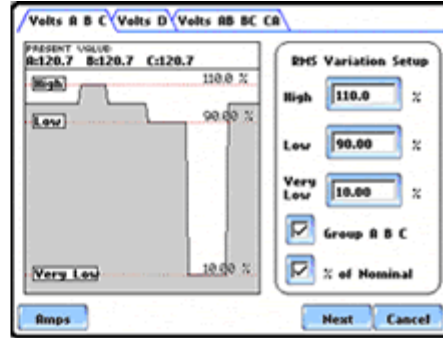 Volts A B C Volts D Volts AB BC CA
PRESENT VALUE
A:120.7 B:120.7 C:120.7
High 110.0 %
Low 90.00 %
Very Low 10.00 %
RMS Variation Setup
High 110.0 %
Low 90.00 %
Very Low 10.00 %
Group A B C
% of Nominal
Amps Next Cancel